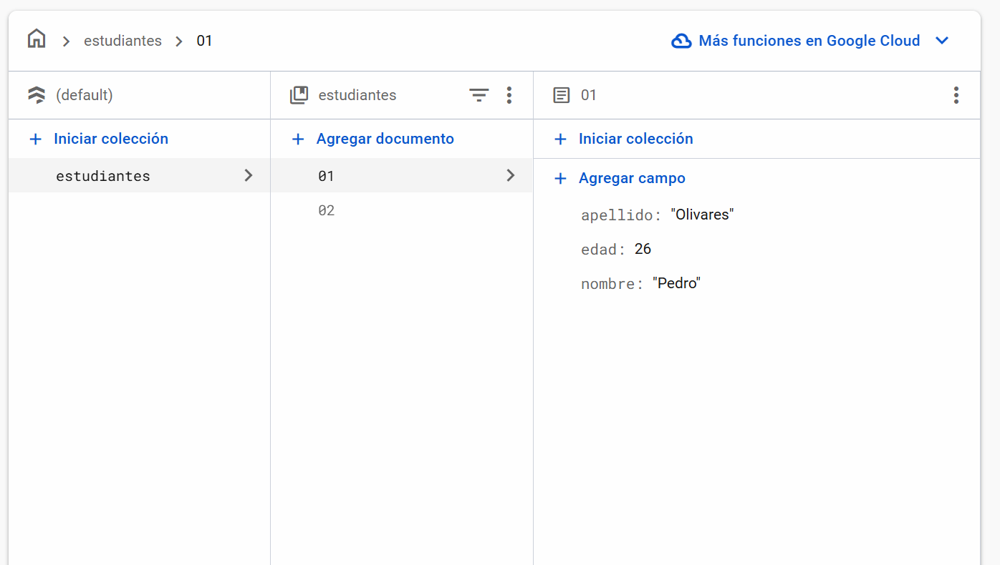 estudiantes 01
Más funciones en Google Cloud
(default)
estudiantes
01
Iniciar colección
Agregar documento
Iniciar colección
estudiantes
01
02
Agregar campo
apellido: "Olivares"
edad: 26
nombre: "Pedro"